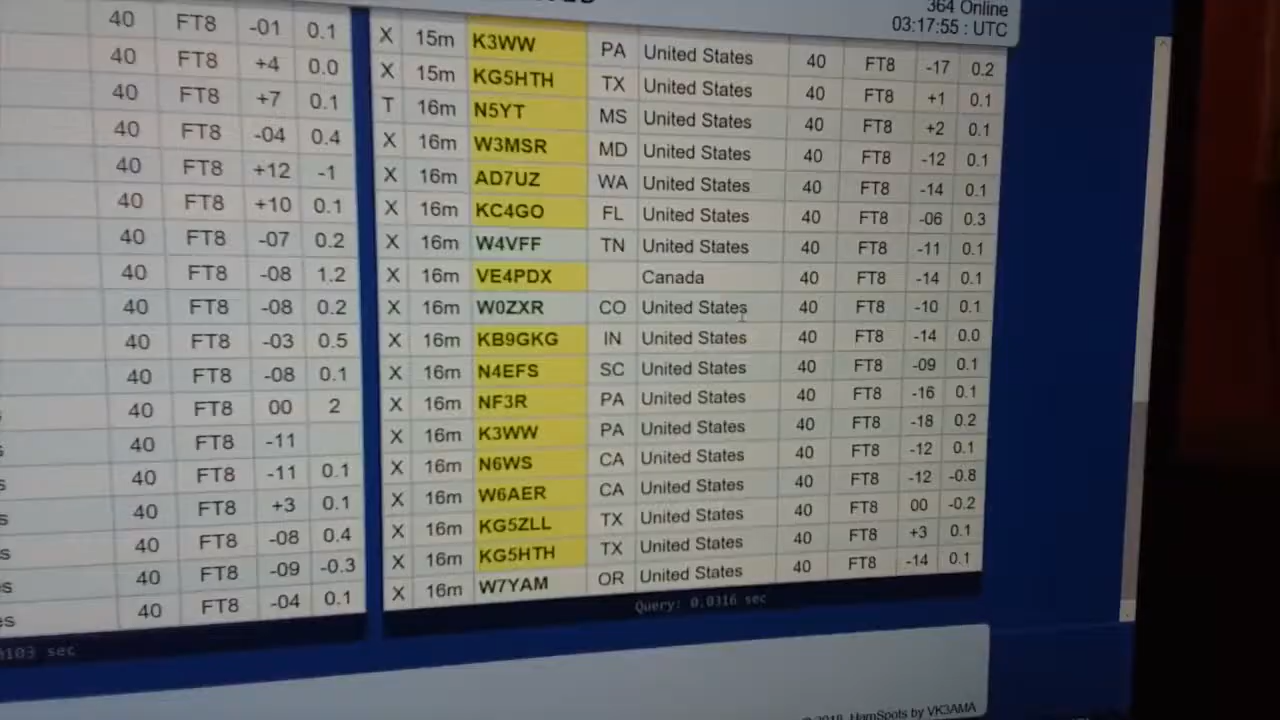 364 Online
03:17:55 : UTC
40 FT8 -01 0.1 X 15m K3WW PA United States 40 FT8 -17 0.2
40 FT8 +4 0.0 X 15m KG5HTH TX United States 40 FT8 +1 0.1
40 FT8 +7 0.1 T 16m N5YT MS United States 40 FT8 +2 0.1
40 FT8 -04 0.4 X 16m W3MSR MD United States 40 FT8 -12 0.1
40 FT8 +12 -1 X 16m AD7UZ WA United States 40 FT8 -14 0.1
40 FT8 +10 0.1 X 16m KC4GO FL United States 40 FT8 -06 0.3
40 FT8 -07 0.2 X 16m W4VFF TN United States 40 FT8 -11 0.1
40 FT8 -08 1.2 X 16m VE4PDX Canada 40 FT8 -14 0.1
40 FT8 -08 0.2 X 16m W0ZXR CO United States 40 FT8 -10 0.1
40 FT8 -03 0.5 X 16m KB9GKG IN United States 40 FT8 -14 0.0
40 FT8 -08 0.1 X 16m N4EFS SC United States 40 FT8 -09 0.1
40 FT8 00 2 X 16m NF3R PA United States 40 FT8 -16 0.1
40 FT8 -11 X 16m K3WW PA United States 40 FT8 -18 0.2
40 FT8 -11 0.1 X 16m N6WS CA United States 40 FT8 -12 0.1
40 FT8 +3 0.1 X 16m W6AER CA United States 40 FT8 -12 -0.8
40 FT8 -08 0.4 X 16m KG5ZLL TX United States 40 FT8 00 -0.2
40 FT8 -09 -0.3 X 16m KG5HTH TX United States 40 FT8 +3 0.1
40 FT8 -04 0.1 X 16m W7YAM OR United States 40 FT8 -14 0.1
0103 sec Query: 0.0316 sec
HamSpots by VK3AMA